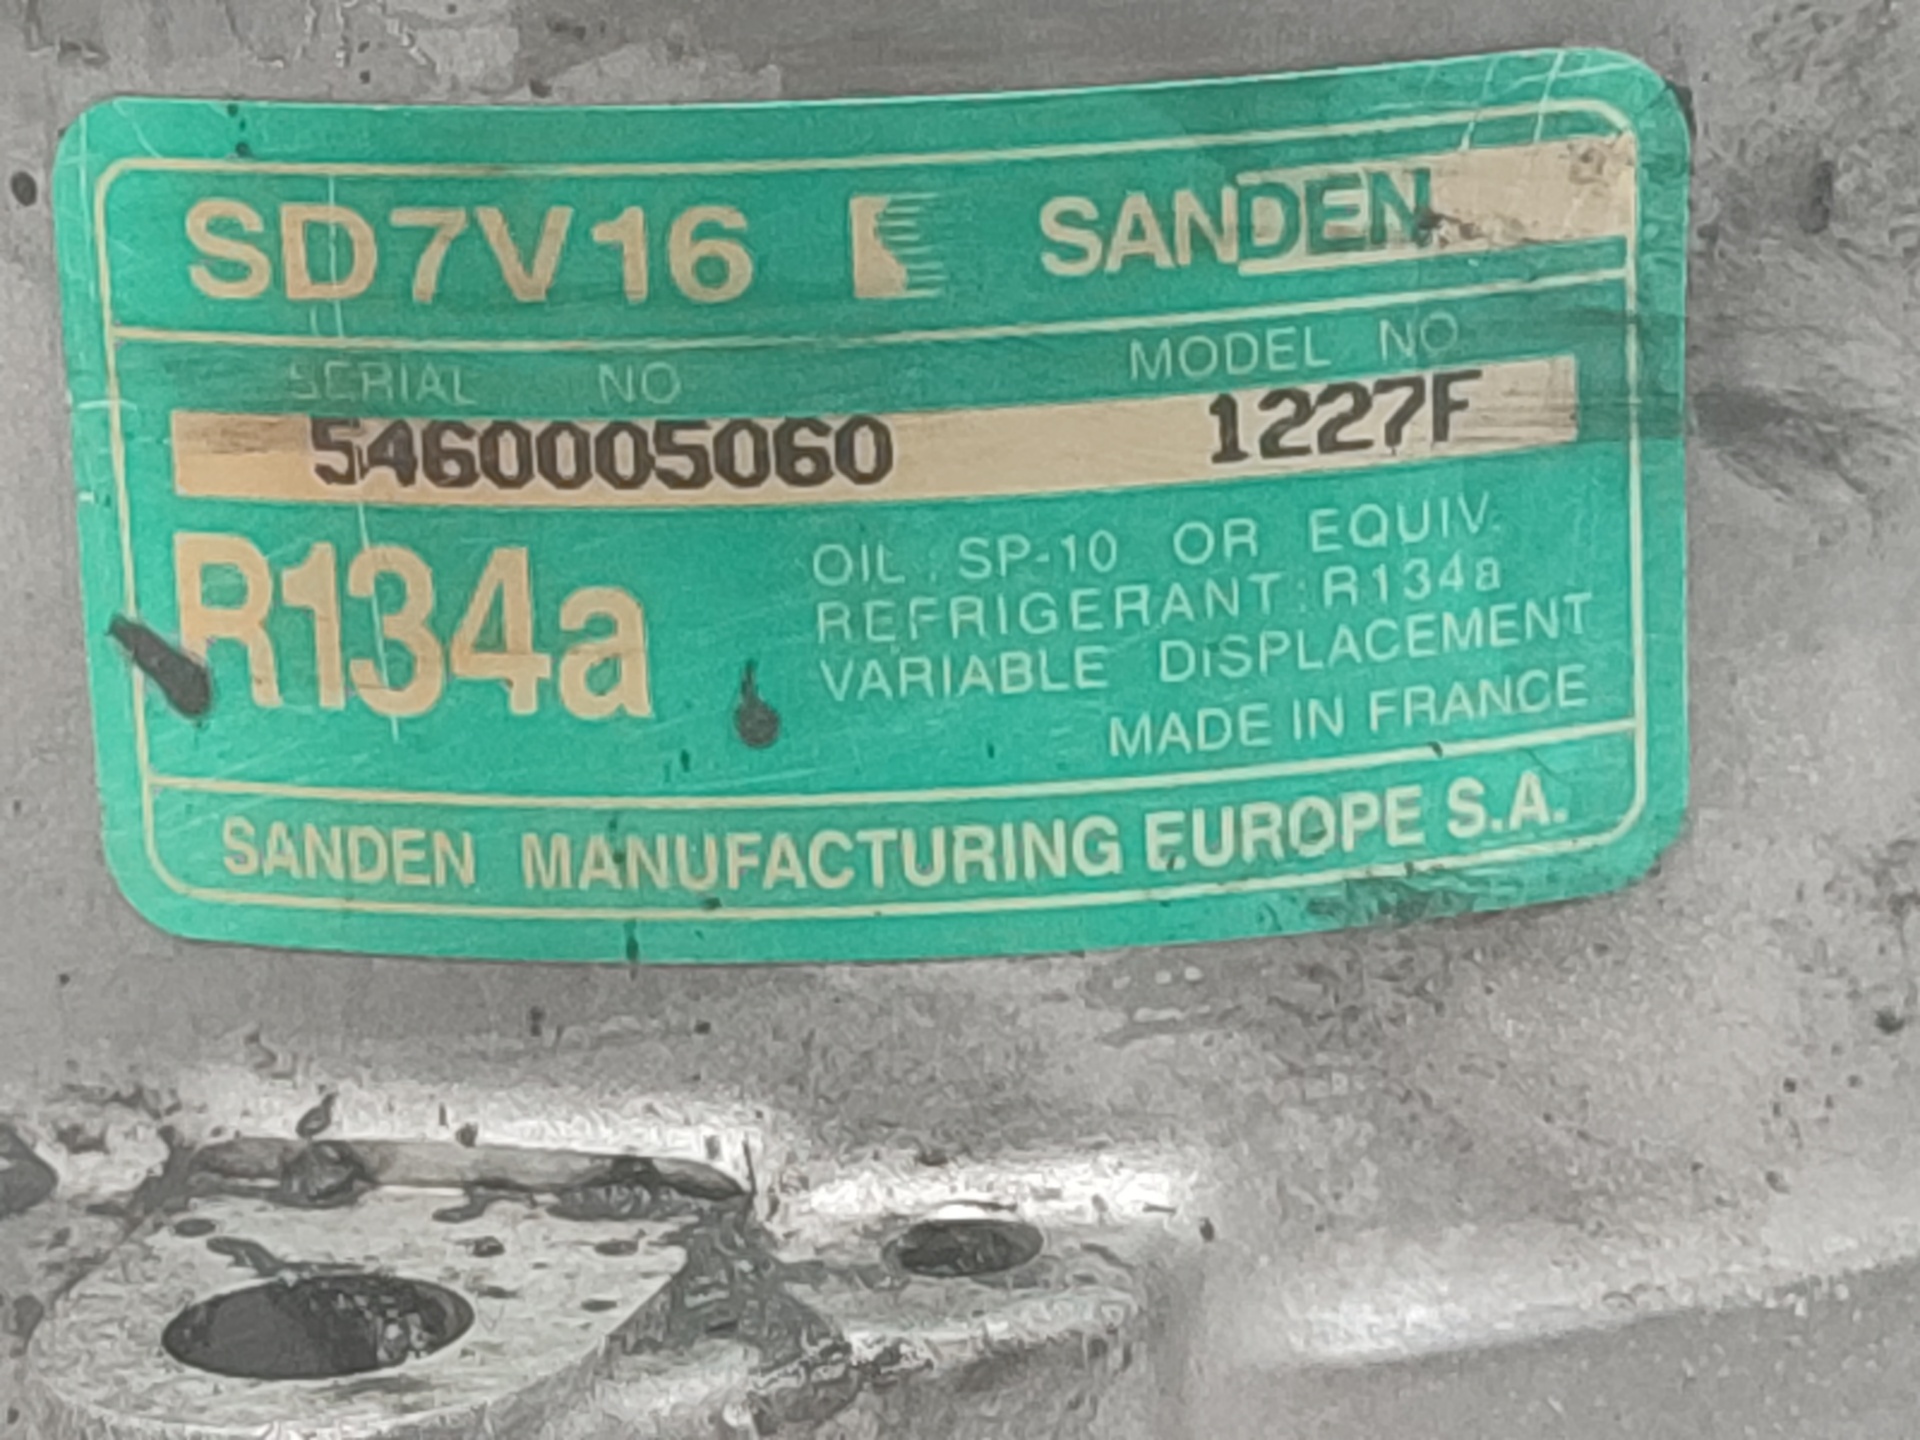 SD7V16 SANDEN
SERIAL NO MODEL NO
5460005060 1227F
R134a
OIL : SP-10 OR EQUIV.
REFRIGERANT : R134a
VARIABLE DISPLACEMENT
MADE IN FRANCE
SANDEN MANUFACTURING EUROPE S.A.